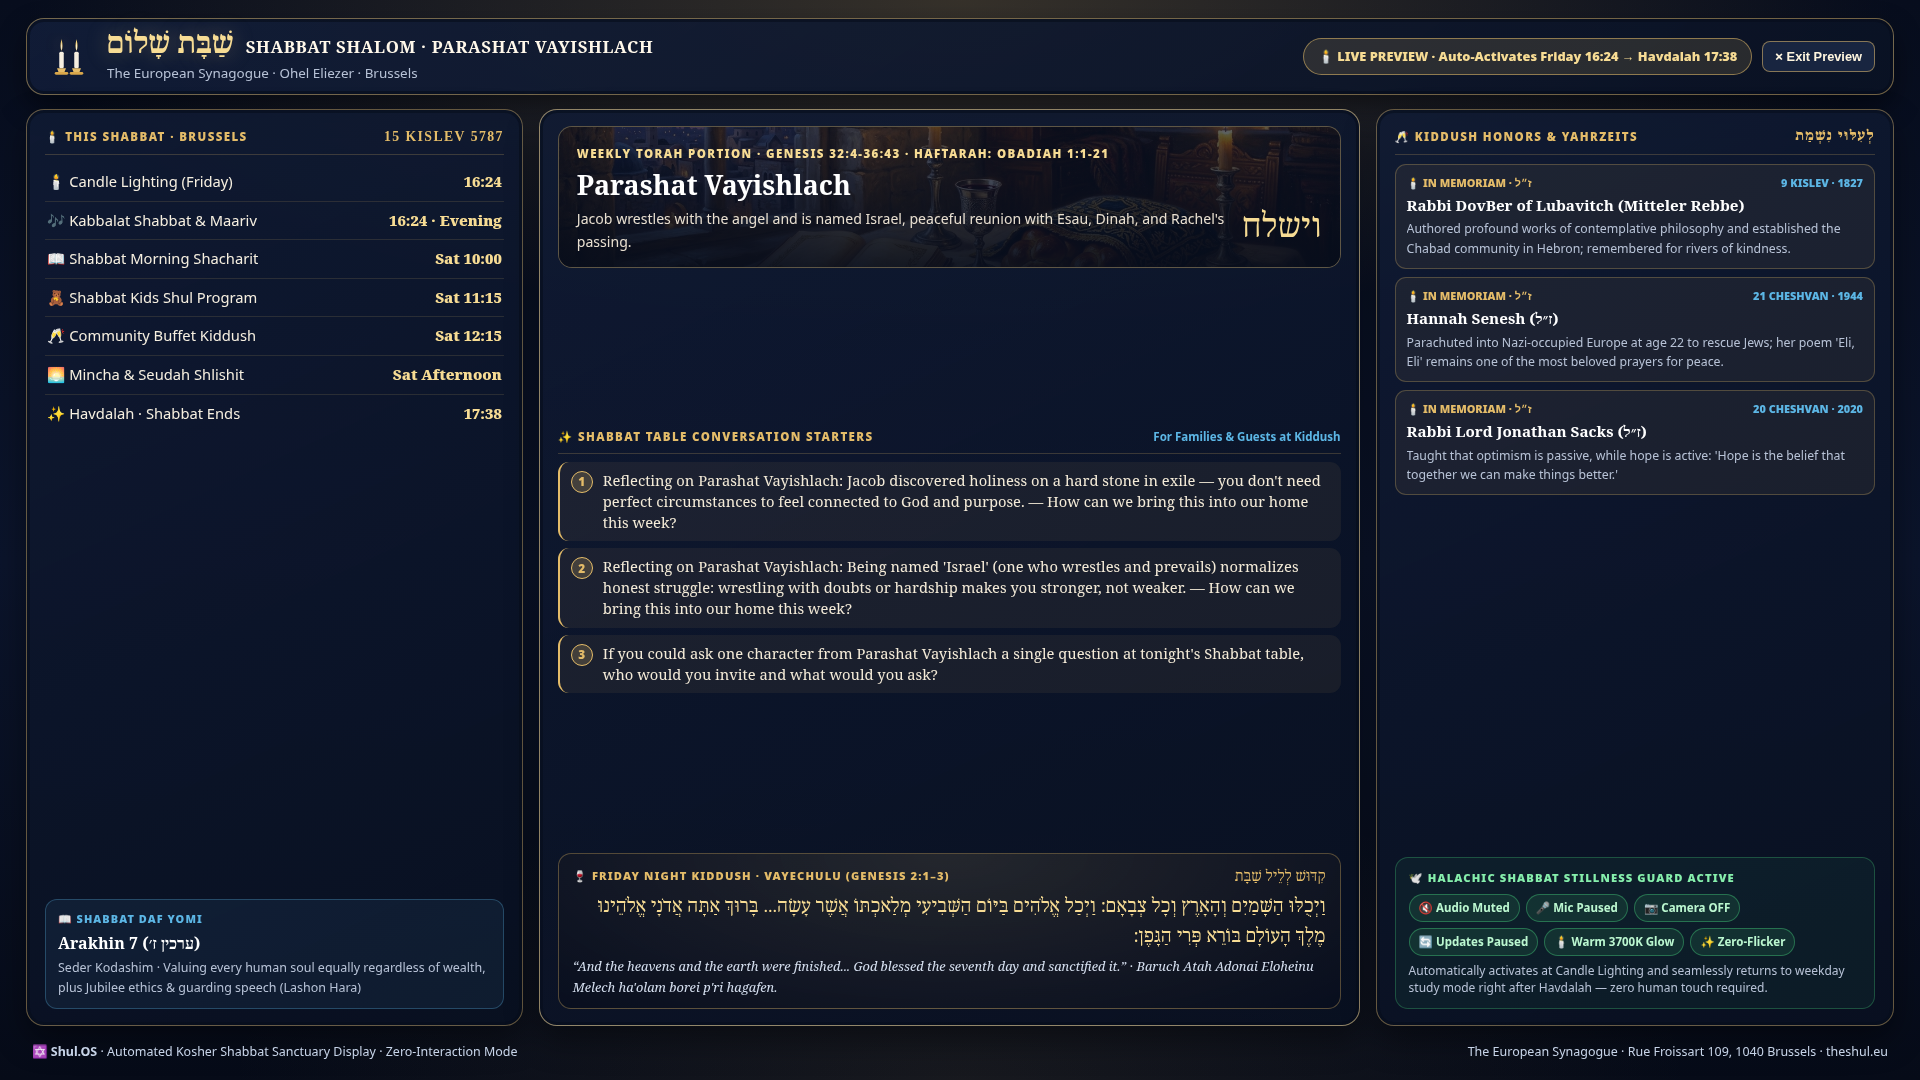 שַׁבָּת שָׁלוֹם SHABBAT SHALOM · PARASHAT VAYISHLACH
The European Synagogue · Ohel Eliezer · Brussels
🕯️ LIVE PREVIEW · Auto-Activates Friday 16:24 → Havdalah 17:38
× Exit Preview
🕯️ THIS SHABBAT · BRUSSELS
15 KISLEV 5787
🕯️ Candle Lighting (Friday) 16:24
🎶 Kabbalat Shabbat & Maariv 16:24 · Evening
📖 Shabbat Morning Shacharit Sat 10:00
🧸 Shabbat Kids Shul Program Sat 11:15
🥂 Community Buffet Kiddush Sat 12:15
🌅 Mincha & Seudah Shlishit Sat Afternoon
✨ Havdalah · Shabbat Ends 17:38
📖 SHABBAT DAF YOMI
Arakhin 7 (ערכין ז׳)
Seder Kodashim · Valuing every human soul equally regardless of wealth,
plus Jubilee ethics & guarding speech (Lashon Hara)
WEEKLY TORAH PORTION · GENESIS 32:4-36:43 · HAFTARAH: OBADIAH 1:1-21
Parashat Vayishlach
Jacob wrestles with the angel and is named Israel, peaceful reunion with Esau, Dinah, and Rachel's
passing.
וישלח
✨ SHABBAT TABLE CONVERSATION STARTERS
For Families & Guests at Kiddush
1 Reflecting on Parashat Vayishlach: Jacob discovered holiness on a hard stone in exile — you don't need
perfect circumstances to feel connected to God and purpose. — How can we bring this into our home
this week?
2 Reflecting on Parashat Vayishlach: Being named 'Israel' (one who wrestles and prevails) normalizes
honest struggle: wrestling with doubts or hardship makes you stronger, not weaker. — How can we
bring this into our home this week?
3 If you could ask one character from Parashat Vayishlach a single question at tonight's Shabbat table,
who would you invite and what would you ask?
🍷 FRIDAY NIGHT KIDDUSH · VAYECHULU (GENESIS 2:1–3)
קִדּוּשׁ לְלֵיל שַׁבָּת
וַיְכֻלּוּ הַשָּׁמַיִם וְהָאָרֶץ וְכָל צְבָאָם: וַיְכַל אֱלֹהִים בַּיּוֹם הַשְּׁבִיעִי מְלַאכְתּוֹ אֲשֶׁר עָשָׂה... בָּרוּךְ אַתָּה אֲדֹנָי אֱלֹהֵינוּ
מֶלֶךְ הָעוֹלָם בּוֹרֵא פְּרִי הַגָּפֶן:
“And the heavens and the earth were finished... God blessed the seventh day and sanctified it.” · Baruch Atah Adonai Eloheinu
Melech ha'olam borei p'ri hagafen.
🥂 KIDDUSH HONORS & YAHRZEITS
לְעִלּוּי נִשְׁמַת
🕯️ IN MEMORIAM · ז״ל
9 KISLEV · 1827
Rabbi DovBer of Lubavitch (Mitteler Rebbe)
Authored profound works of contemplative philosophy and established the
Chabad community in Hebron; remembered for rivers of kindness.
🕯️ IN MEMORIAM · ז״ל
21 CHESHVAN · 1944
Hannah Senesh (ז״ל)
Parachuted into Nazi-occupied Europe at age 22 to rescue Jews; her poem 'Eli,
Eli' remains one of the most beloved prayers for peace.
🕯️ IN MEMORIAM · ז״ל
20 CHESHVAN · 2020
Rabbi Lord Jonathan Sacks (ז״ל)
Taught that optimism is passive, while hope is active: 'Hope is the belief that
together we can make things better.'
🕊️ HALACHIC SHABBAT STILLNESS GUARD ACTIVE
🔇 Audio Muted 🎤 Mic Paused 📷 Camera OFF
🔄 Updates Paused 🕯️ Warm 3700K Glow ✨ Zero-Flicker
Automatically activates at Candle Lighting and seamlessly returns to weekday
study mode right after Havdalah — zero human touch required.
🔯 Shul.OS · Automated Kosher Shabbat Sanctuary Display · Zero-Interaction Mode
The European Synagogue · Rue Froissart 109, 1040 Brussels · theshul.eu